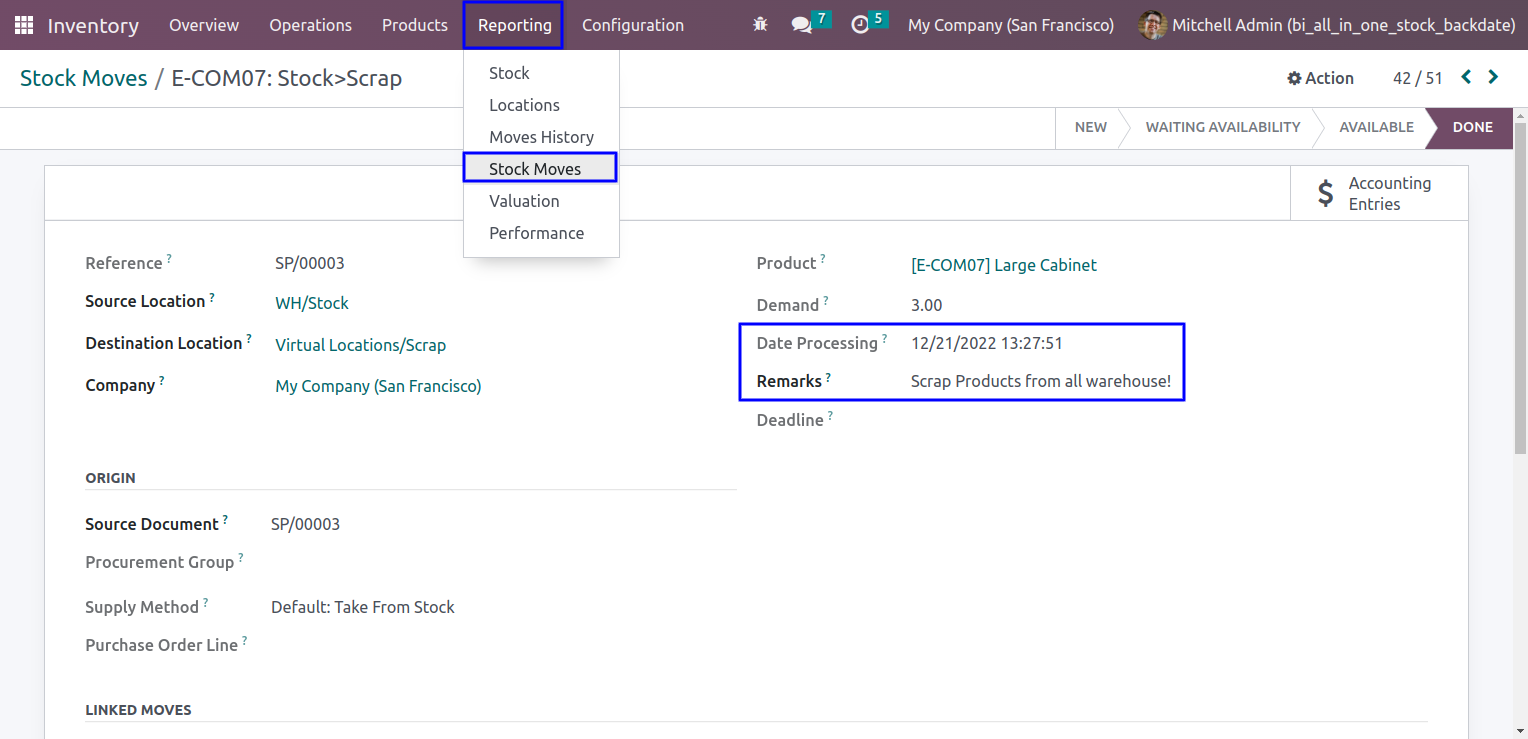 Inventory Overview Operations Products Reporting Configuration 7 5 My Company (San Francisco) Mitchell Admin (bi_all_in_one_stock_backdate)
Stock Moves / E-COM07: Stock>Scrap
Action 42 / 51
Stock
Locations
Moves History
Stock Moves
Valuation
Performance
NEW WAITING AVAILABILITY AVAILABLE DONE
$ Accounting
Entries
Reference ? SP/00003
Source Location ? WH/Stock
Destination Location ? Virtual Locations/Scrap
Company ? My Company (San Francisco)
Product ? [E-COM07] Large Cabinet
Demand ? 3.00
Date Processing ? 12/21/2022 13:27:51
Remarks ? Scrap Products from all warehouse!
Deadline ?
ORIGIN
Source Document ? SP/00003
Procurement Group ?
Supply Method ? Default: Take From Stock
Purchase Order Line ?
LINKED MOVES